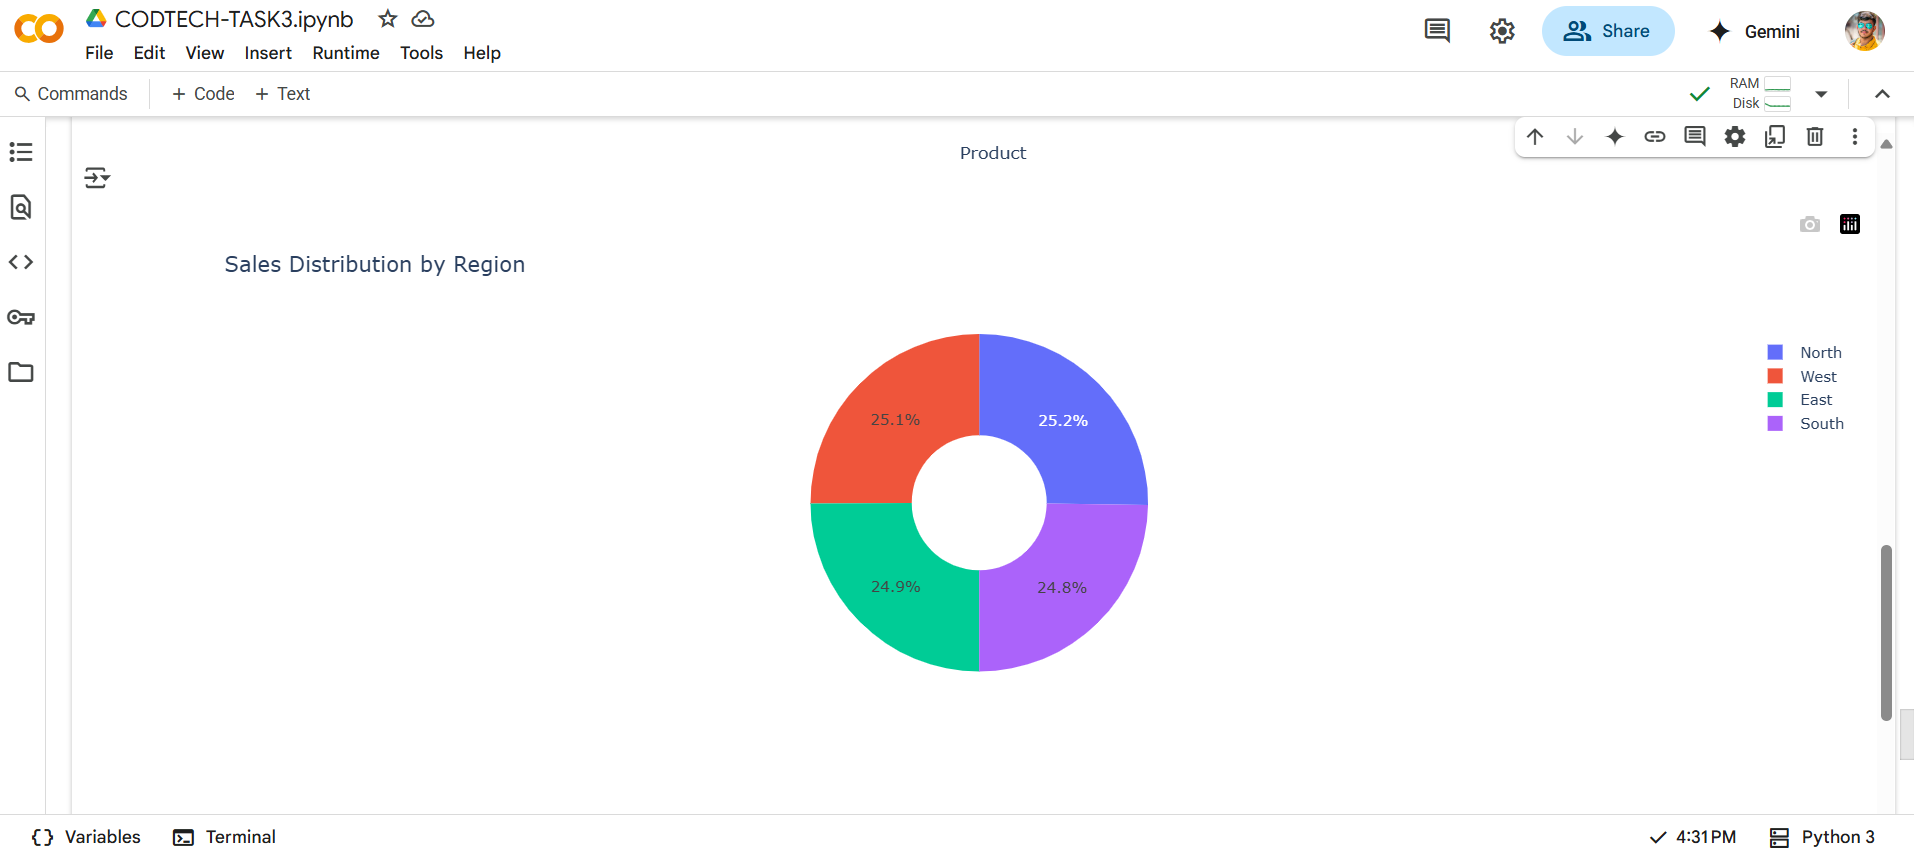 CODTECH-TASK3.ipynb
File Edit View Insert Runtime Tools Help
Share
Gemini
Commands
+ Code + Text
RAM
Disk
Product
Sales Distribution by Region
25.1%
25.2%
24.9%
24.8%
North
West
East
South
Variables
Terminal
4:31 PM
Python 3